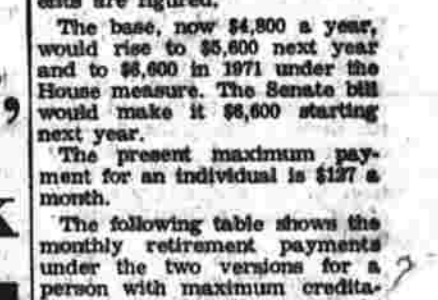 ents are figured.
The base, now $4,800 a year,
would rise to $5,600 next year
and to $6,600 in 1971 under the
House measure. The Senate bill
would make it $6,600 starting
next year.
The present maximum pay-
ment for an individual is $127 a
month.
The following table shows the
monthly retirement payments
under the two versions for a
person with maximum credita-